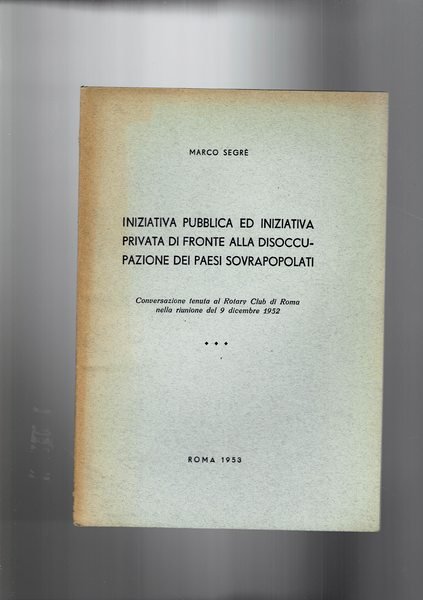 MARCO SEGRÈ
INIZIATIVA PUBBLICA ED INIZIATIVA
PRIVATA DI FRONTE ALLA DISOCCU-
PAZIONE DEI PAESI SOVRAPOPOLATI
Conversazione tenuta al Rotary Club di Roma
nella riunione del 9 dicembre 1952
ROMA 1953